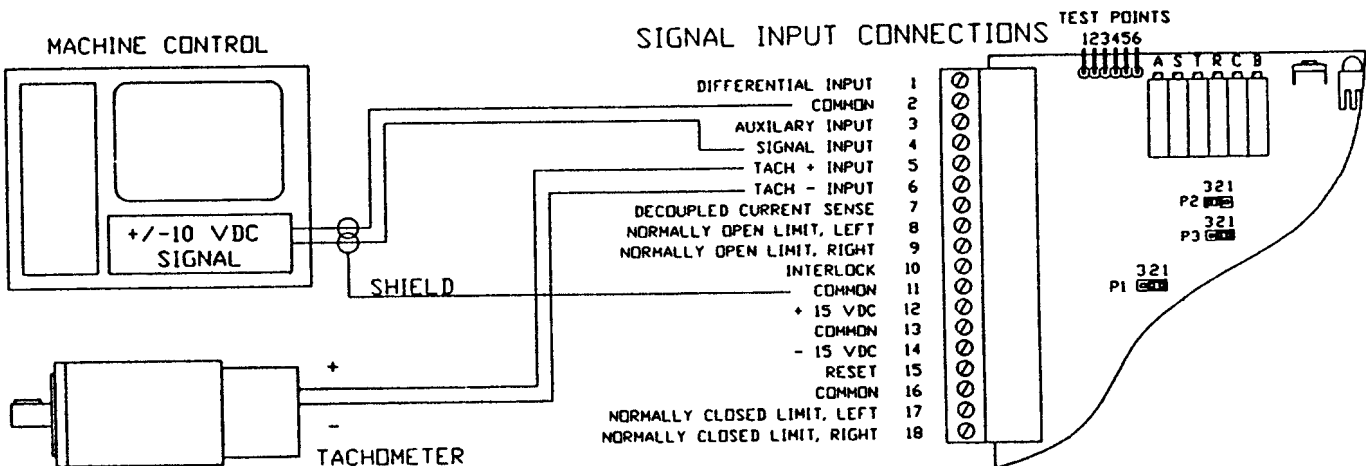 MACHINE CONTROL
+/-10 VDC
SIGNAL
SHIELD
+
-
TACHOMETER
SIGNAL INPUT CONNECTIONS
DIFFERENTIAL INPUT 1
COMMON 2
AUXILARY INPUT 3
SIGNAL INPUT 4
TACH + INPUT 5
TACH - INPUT 6
DECOUPLED CURRENT SENSE 7
NORMALLY OPEN LIMIT, LEFT 8
NORMALLY OPEN LIMIT, RIGHT 9
INTERLOCK 10
COMMON 11
+ 15 VDC 12
COMMON 13
- 15 VDC 14
RESET 15
COMMON 16
NORMALLY CLOSED LIMIT, LEFT 17
NORMALLY CLOSED LIMIT, RIGHT 18
TEST POINTS
123456
A S T R C B
321
P2
321
P3
321
P1